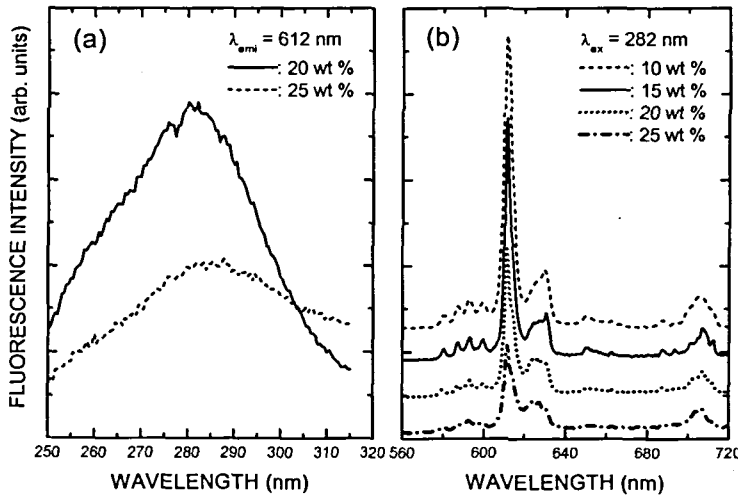 FLUORESCENCE INTENSITY (arb. units)
(a)
λemi = 612 nm
: 20 wt %
: 25 wt %
250 260 270 280 290 300 310 320
WAVELENGTH (nm)
(b)
λex = 282 nm
: 10 wt %
: 15 wt %
: 20 wt %
: 25 wt %
560 600 640 680 720
WAVELENGTH (nm)